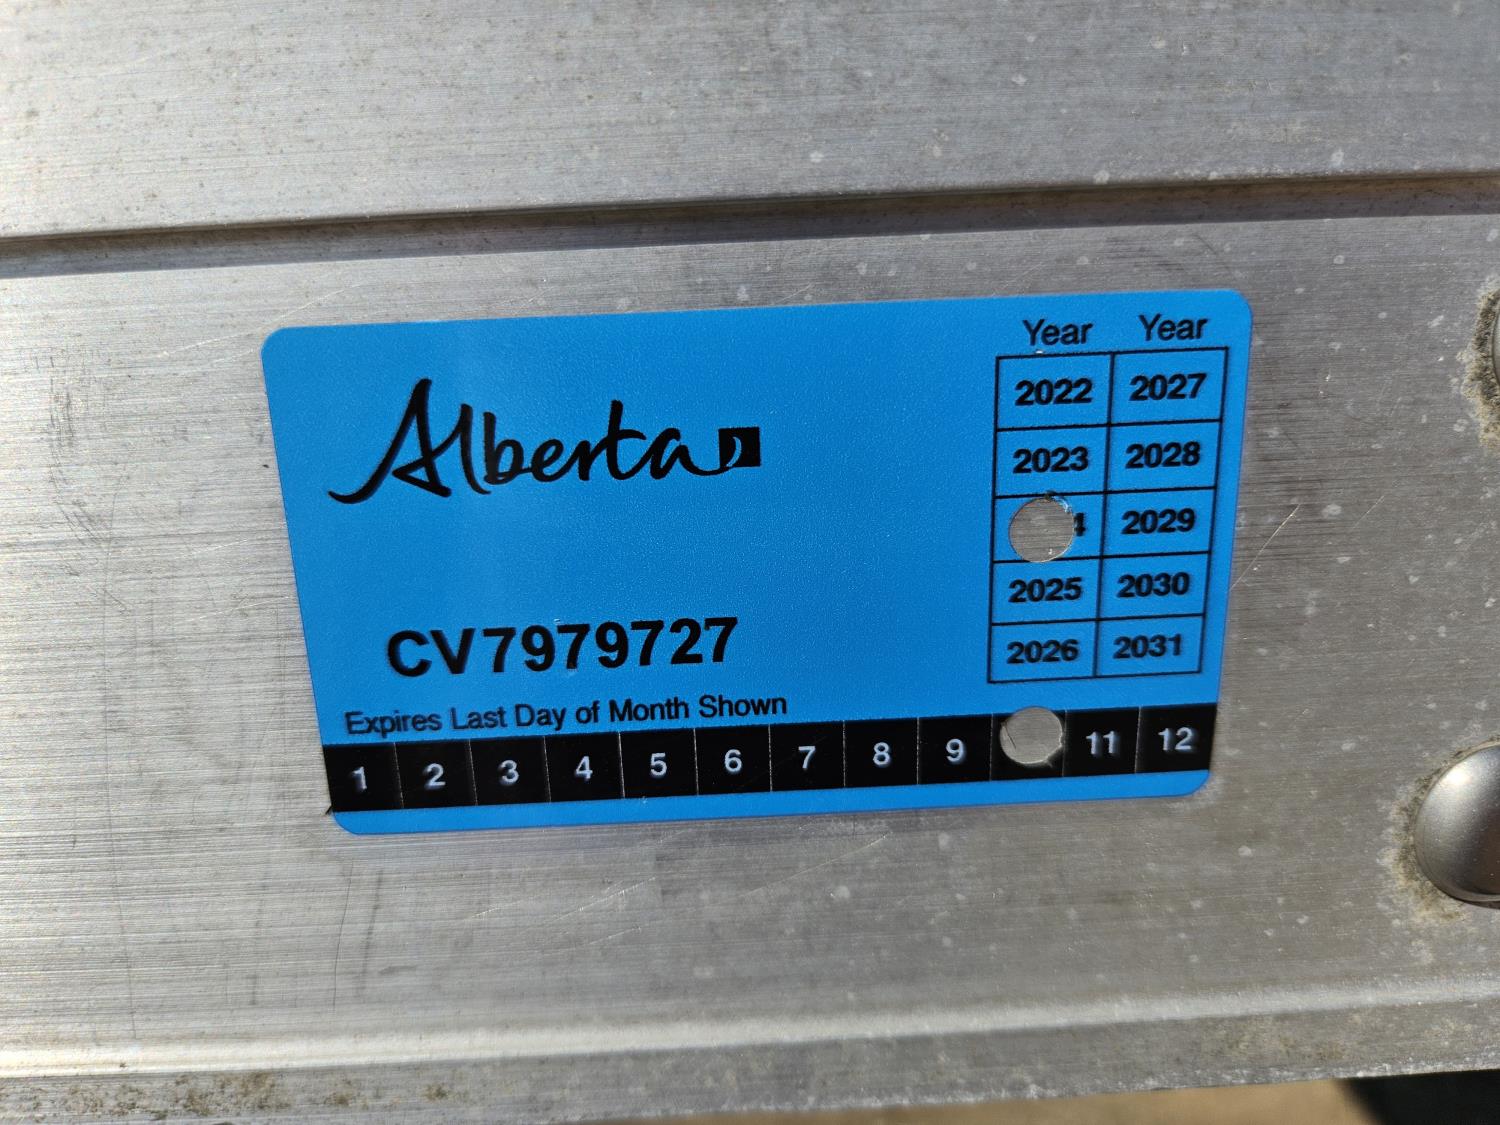 Alberta
Year Year
2022 2027
2023 2028
4 2029
2025 2030
2026 2031
CV7979727
Expires Last Day of Month Shown
1 2 3 4 5 6 7 8 9 11 12